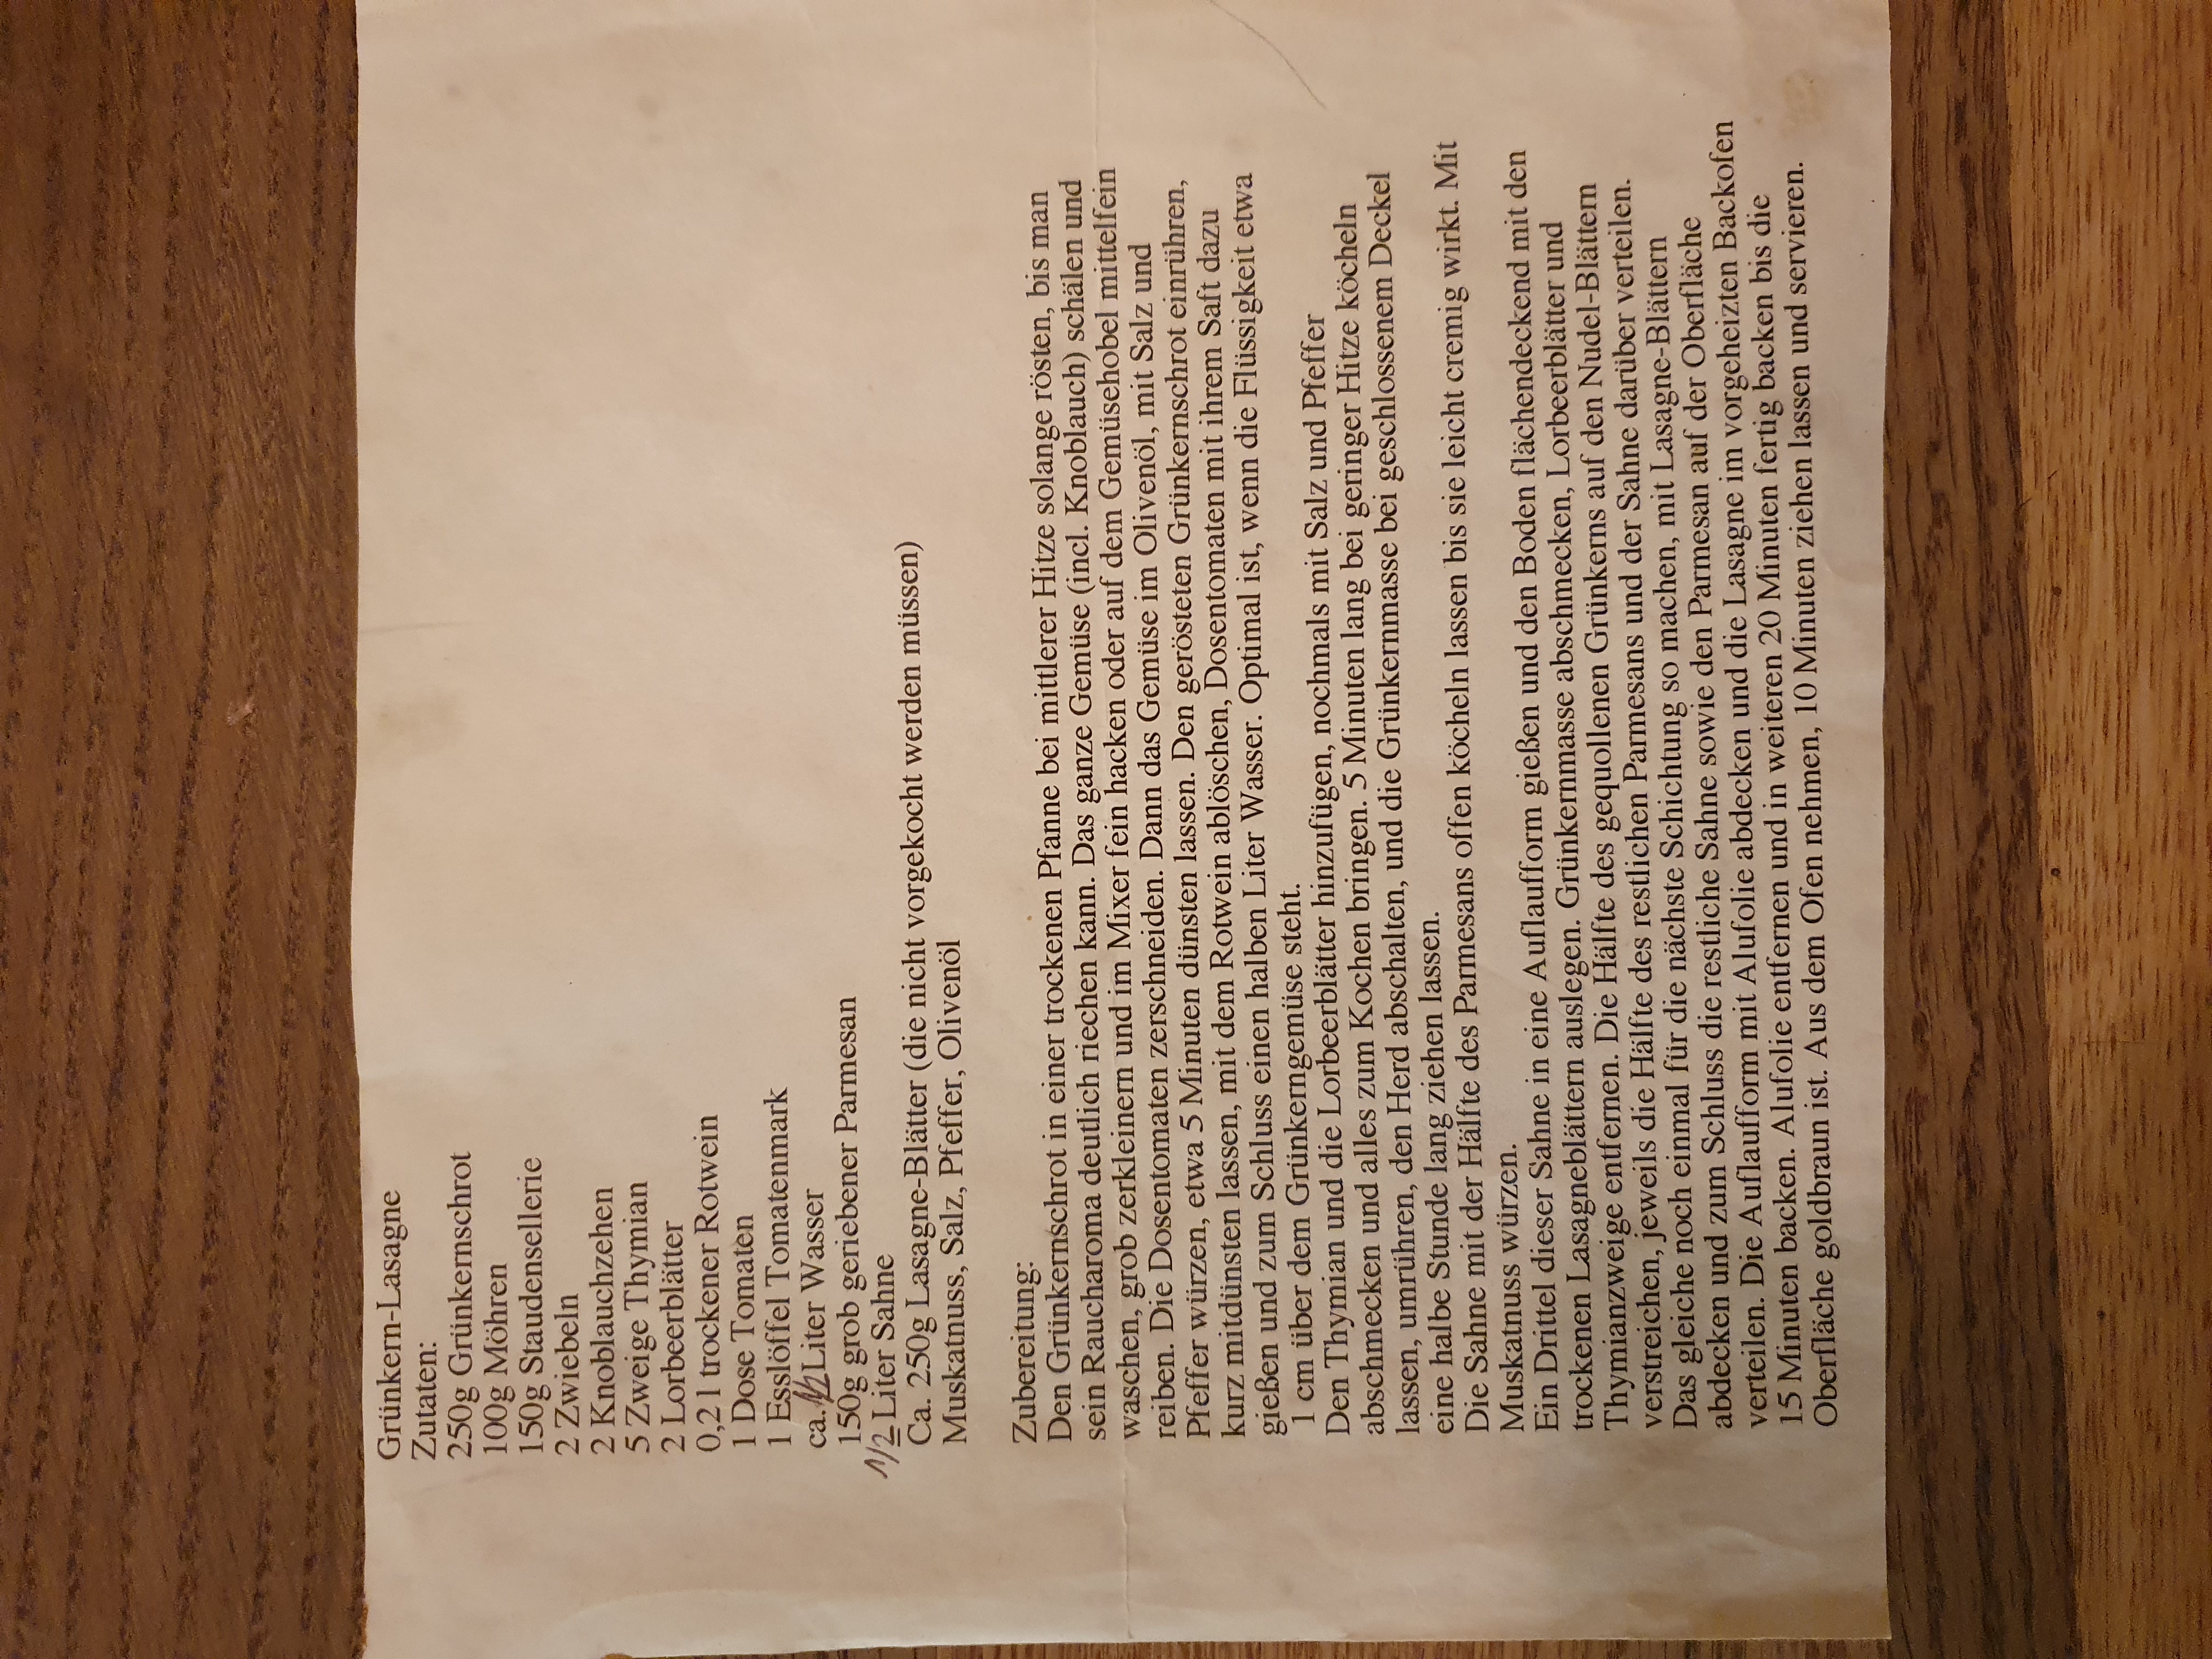 Grünkern-Lasagne
Zutaten:
250g Grünkernschrot
100g Möhren
150g Staudensellerie
2 Zwiebeln
2 Knoblauchzehen
5 Zweige Thymian
2 Lorbeerblätter
0,2 l trockener Rotwein
1 Dose Tomaten
1 Esslöffel Tomatenmark
ca. Liter Wasser
150g grob geriebener Parmesan
1/2 Liter Sahne
Ca. 250g Lasagne-Blätter (die nicht vorgekocht werden müssen)
Muskatnuss, Salz, Pfeffer, Olivenöl
Zubereitung:
Den Grünkernschrot in einer trockenen Pfanne bei mittlerer Hitze solange rösten, bis man
sein Raucharoma deutlich riechen kann. Das ganze Gemüse (incl. Knoblauch) schälen und
waschen, grob zerkleinern und im Mixer fein hacken oder auf dem Gemüsehobel mittelfein
reiben. Die Dosentomaten zerschneiden. Dann das Gemüse im Olivenöl, mit Salz und
Pfeffer würzen, etwa 5 Minuten dünsten lassen. Den gerösteten Grünkernschrot einrühren,
kurz mitdünsten lassen, mit dem Rotwein ablöschen, Dosentomaten mit ihrem Saft dazu
gießen und zum Schluss einen halben Liter Wasser. Optimal ist, wenn die Flüssigkeit etwa
1 cm über dem Grünkerngemüse steht.
Den Thymian und die Lorbeerblätter hinzufügen, nochmals mit Salz und Pfeffer
abschmecken und alles zum Kochen bringen. 5 Minuten lang bei geringer Hitze köcheln
lassen, umrühren, den Herd abschalten, und die Grünkernmasse bei geschlossenem Deckel
eine halbe Stunde lang ziehen lassen.
Die Sahne mit der Hälfte des Parmesans offen köcheln lassen bis sie leicht cremig wirkt. Mit
Muskatnuss würzen.
Ein Drittel dieser Sahne in eine Auflaufform gießen und den Boden flächendeckend mit den
trockenen Lasagneblättern auslegen. Grünkernmasse abschmecken, Lorbeerblätter und
Thymianzweige entfernen. Die Hälfte des gequollenen Grünkerns auf den Nudel-Blättern
verstreichen, jeweils die Hälfte des restlichen Parmesans und der Sahne darüber verteilen.
Das gleiche noch einmal für die nächste Schichtung so machen, mit Lasagne-Blättern
abdecken und zum Schluss die restliche Sahne sowie den Parmesan auf der Oberfläche
verteilen. Die Auflaufform mit Alufolie abdecken und die Lasagne im vorgeheizten Backofen
15 Minuten backen. Alufolie entfernen und in weiteren 20 Minuten fertig backen bis die
Oberfläche goldbraun ist. Aus dem Ofen nehmen, 10 Minuten ziehen lassen und servieren.